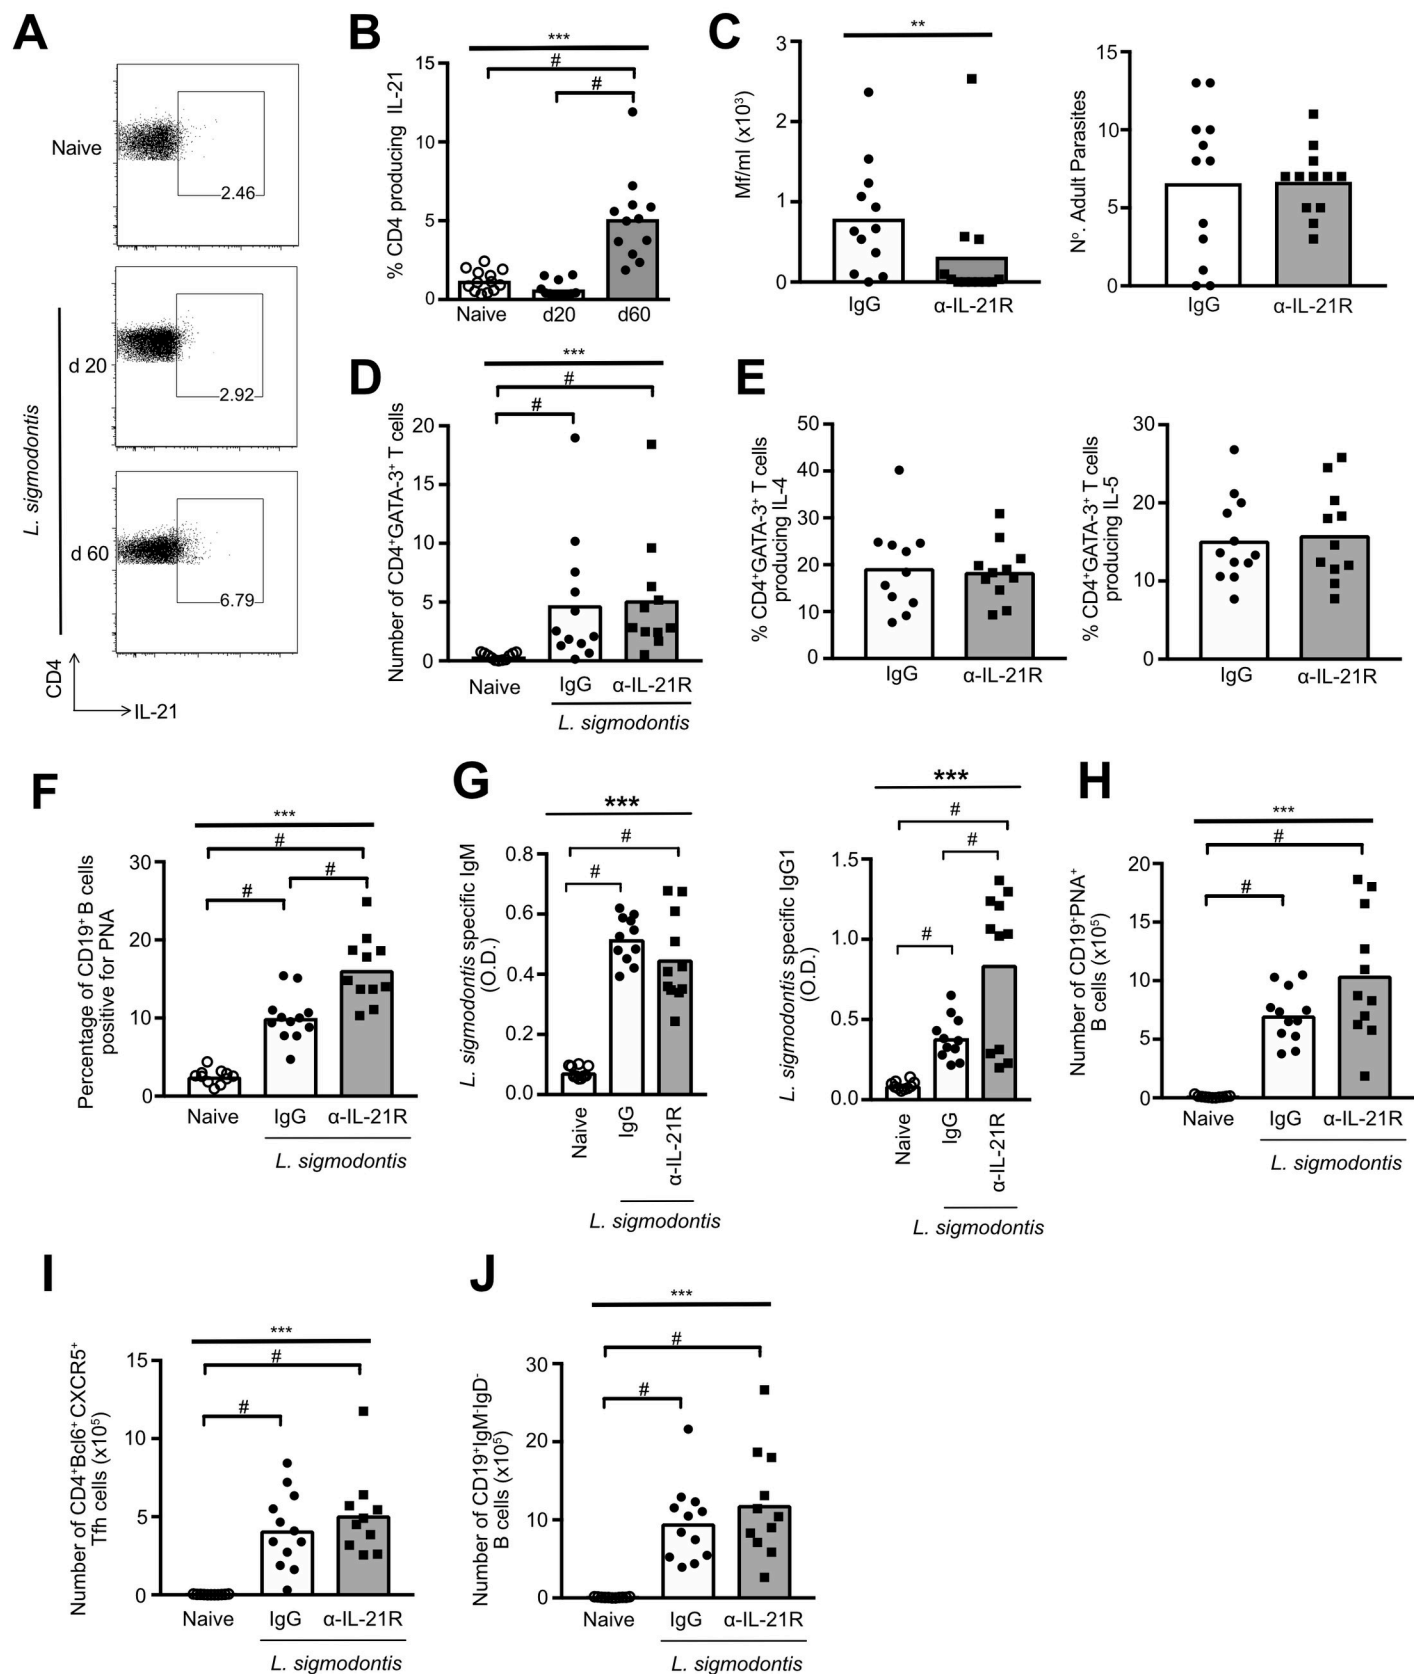 A
Naive
2.46
d 20
2.92
L. sigmodontis
d 60
6.79
CD4
IL-21
B
***
#
#
% CD4 producing IL-21
15
10
5
0
Naive d20 d60
C
**
Mf/ml (x10³)
3
2
1
0
IgG α-IL-21R
Nº. Adult Parasites
15
10
5
0
IgG α-IL-21R
D
***
#
#
Number of CD4⁺GATA-3⁺ T cells
20
15
10
5
0
Naive IgG α-IL-21R
L. sigmodontis
E
% CD4⁺GATA-3⁺ T cells
producing IL-4
50
40
30
20
10
0
IgG α-IL-21R
% CD4⁺GATA-3⁺ T cells
producing IL-5
30
20
10
0
IgG α-IL-21R
F
***
#
#
#
Percentage of CD19⁺ B cells
positive for PNA
30
20
10
0
Naive IgG α-IL-21R
L. sigmodontis
G
***
#
#
L. sigmodontis specific IgM
(O.D.)
0.8
0.6
0.4
0.2
0.0
Naive
IgG
α-IL-21R
L. sigmodontis
***
#
#
#
L. sigmodontis specific IgG1
(O.D.)
1.5
1.0
0.5
0.0
Naive
IgG
α-IL-21R
L. sigmodontis
H
***
#
#
Number of CD19⁺PNA⁺
B cells (x10⁵)
20
15
10
5
0
Naive IgG α-IL-21R
L. sigmodontis
I
***
#
#
Number of CD4⁺Bcl6⁺ CXCR5⁺
Tfh cells (x10⁵)
15
10
5
0
Naive IgG α-IL-21R
L. sigmodontis
J
***
#
#
Number of CD19⁺IgM⁻IgD⁻
B cells (x10⁵)
30
20
10
0
Naive IgG α-IL-21R
L. sigmodontis